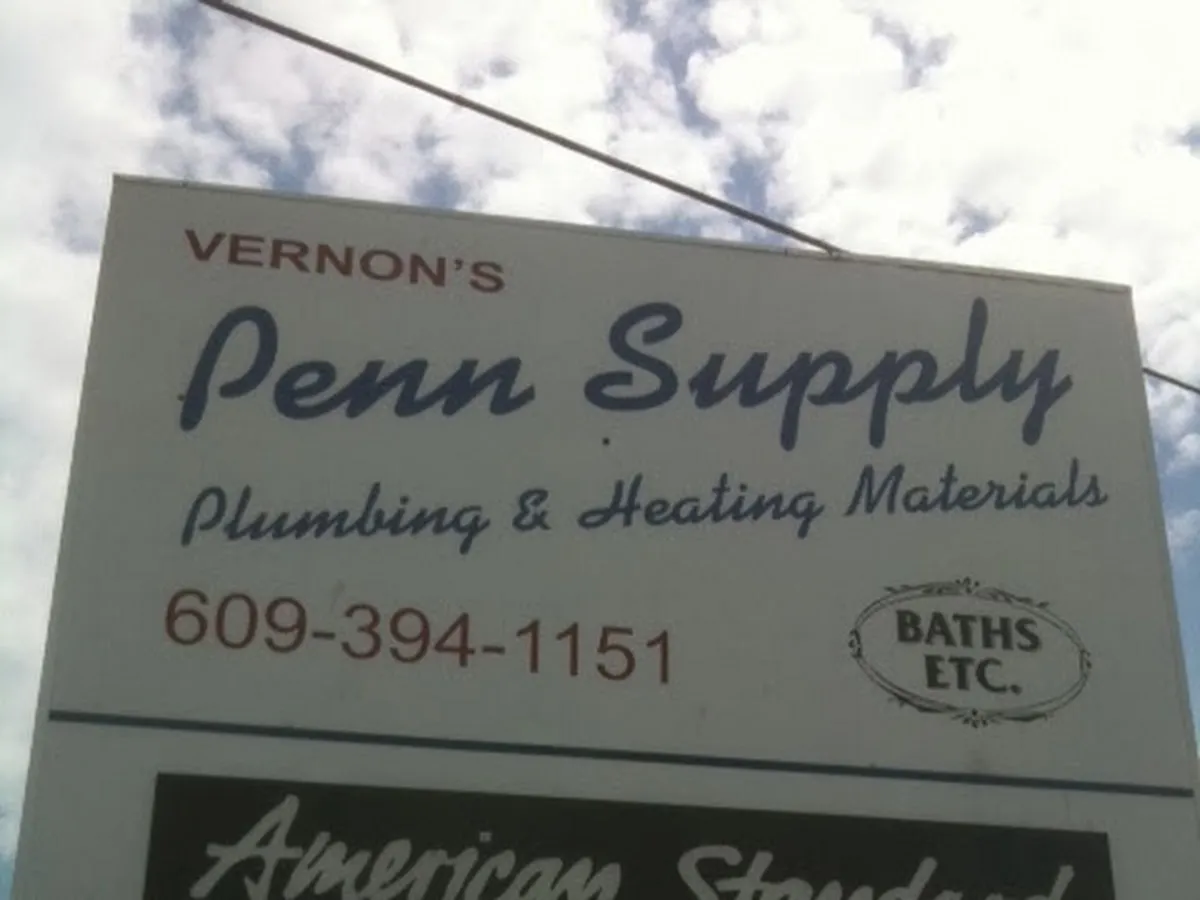 VERNON'S
Penn Supply
Plumbing & Heating Materials
609-394-1151
BATHS
ETC.
American Standard